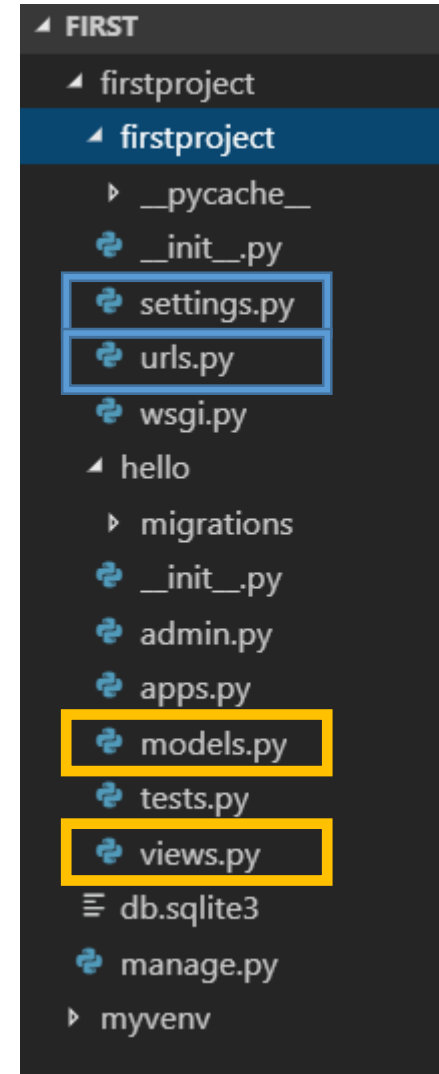 FIRST
firstproject
firstproject
__pycache__
__init__.py
settings.py
urls.py
wsgi.py
hello
migrations
__init__.py
admin.py
apps.py
models.py
tests.py
views.py
db.sqlite3
manage.py
myvenv